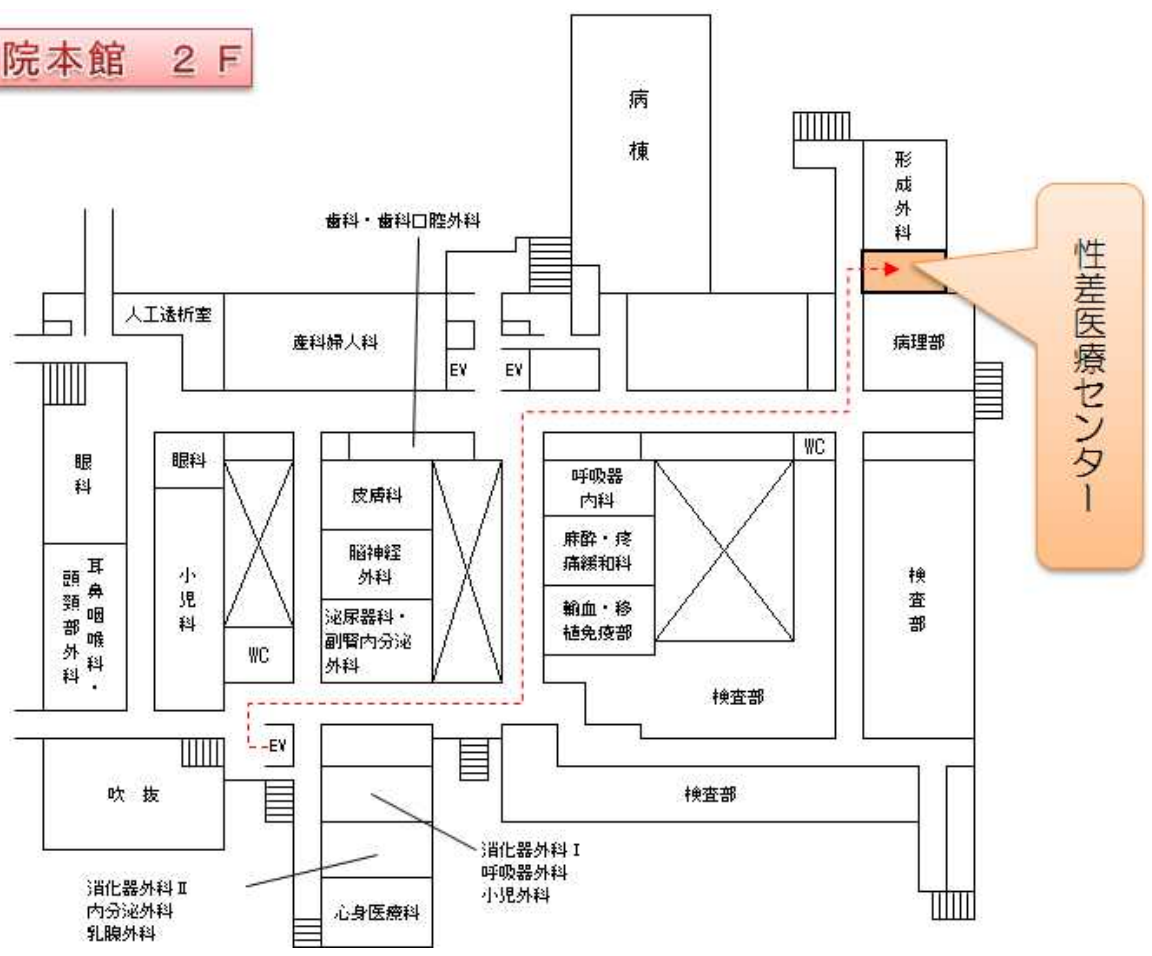 院本館 2 F
病棟
形成外科
性差医療センター
歯科・歯科口腔外科
人工透析室
産科婦人科
病理部
EV
EV
WC
眼科
眼科
皮膚科
呼吸器
内科
脳神経
外科
麻酔・疼
痛緩和科
耳鼻咽喉科・
頭頸部外科
小児科
泌尿器科・
副腎内分泌
外科
輸血・移
植免疫部
検査部
WC
検査部
EV
吹抜
検査部
消化器外科Ⅰ
呼吸器外科
小児外科
消化器外科Ⅱ
内分泌外科
乳腺外科
心身医療科